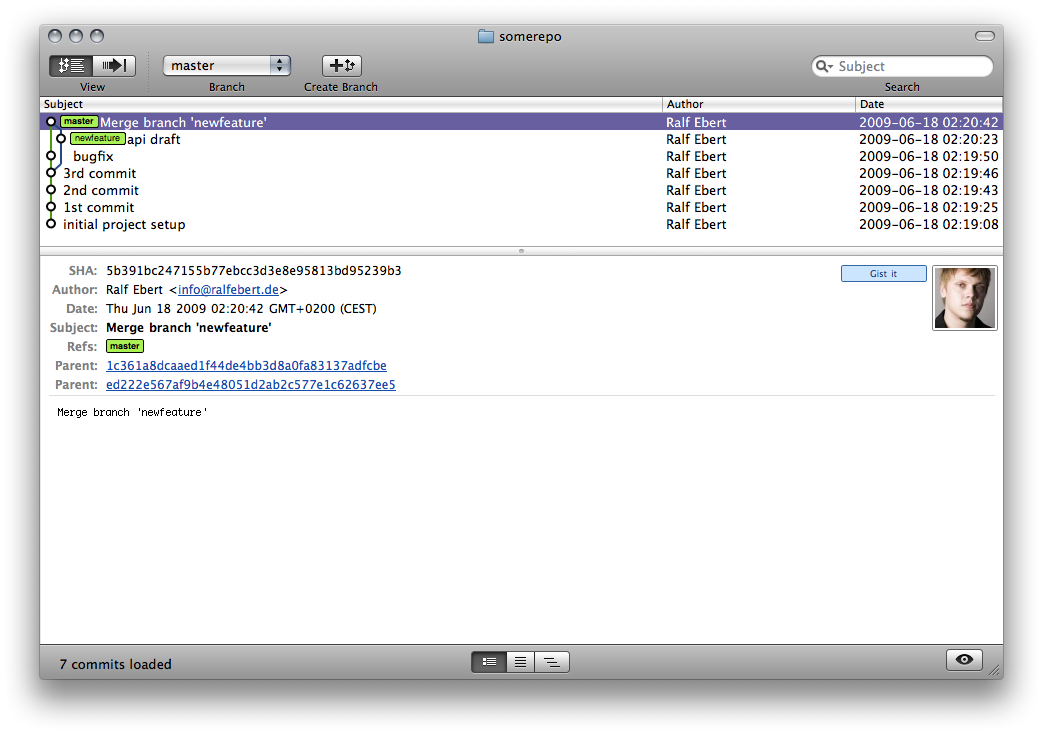 somerepo
master
Subject
View Branch Create Branch Search
Subject Author Date
master Merge branch 'newfeature' Ralf Ebert 2009-06-18 02:20:42
newfeature api draft Ralf Ebert 2009-06-18 02:20:23
bugfix Ralf Ebert 2009-06-18 02:19:50
3rd commit Ralf Ebert 2009-06-18 02:19:46
2nd commit Ralf Ebert 2009-06-18 02:19:43
1st commit Ralf Ebert 2009-06-18 02:19:25
initial project setup Ralf Ebert 2009-06-18 02:19:08
SHA: 5b391bc247155b77ebcc3d3e8e95813bd95239b3
Gist it
Author: Ralf Ebert <info@ralfebert.de>
Date: Thu Jun 18 2009 02:20:42 GMT+0200 (CEST)
Subject: Merge branch 'newfeature'
Refs: master
Parent: 1c361a8dcaaed1f44de4bb3d8a0fa83137adfcbe
Parent: ed222e567af9b4e48051d2ab2c577e1c62637ee5
Merge branch 'newfeature'
7 commits loaded